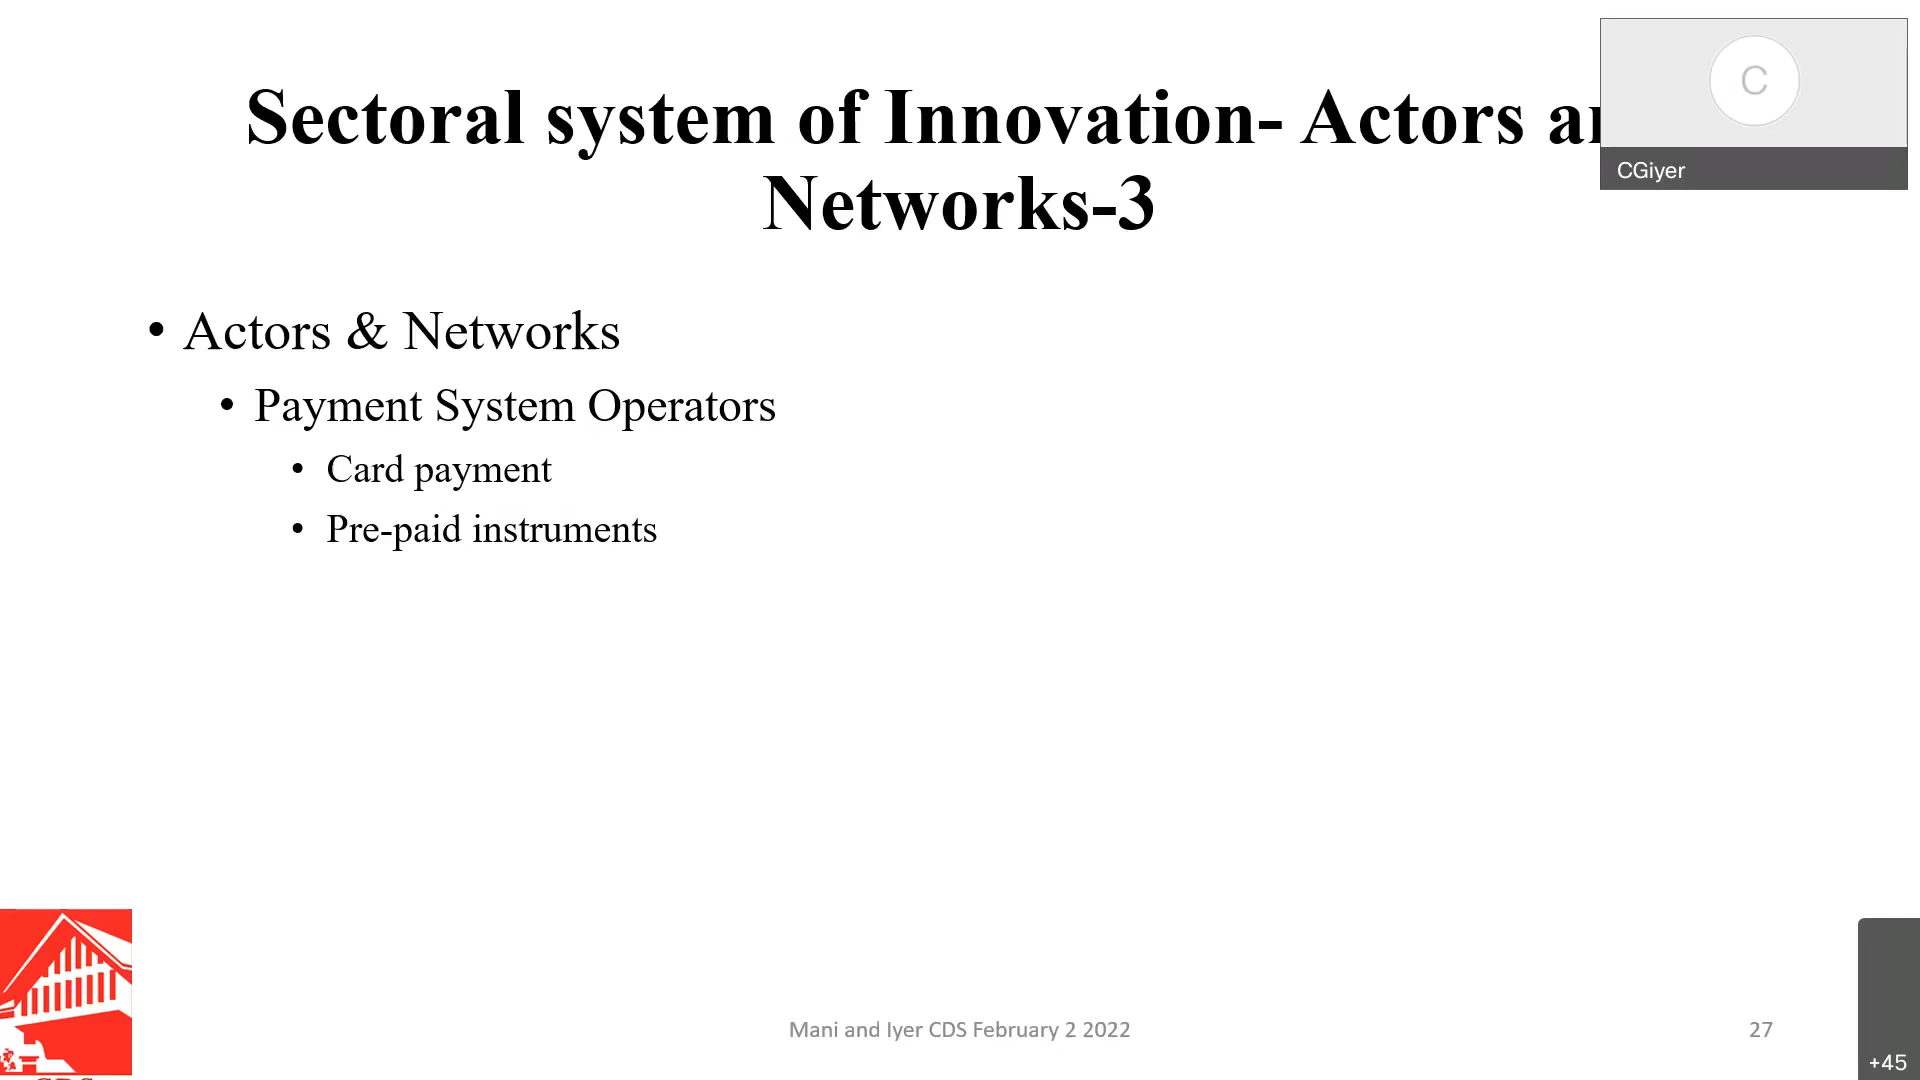 Sectoral system of Innovation- Actors
Networks-3
C
CGiyer
• Actors & Networks
• Payment System Operators
• Card payment
• Pre-paid instruments
Mani and Iyer CDS February 2 2022
27
+45